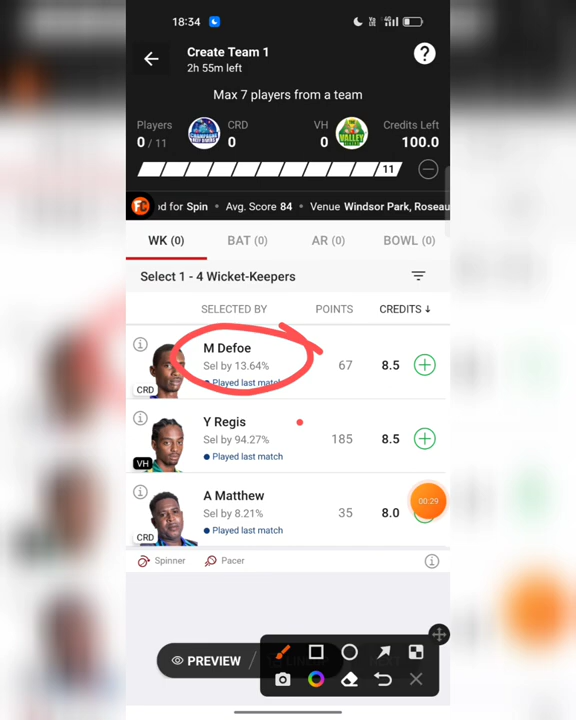 18:34
Create Team 1
2h 55m left
Max 7 players from a team
Players CRD VH Credits Left
0 / 11 0 0 100.0
11
for Spin • Avg. Score 84 • Venue Windsor Park, Roseau
WK (0) BAT (0) AR (0) BOWL (0)
Select 1 - 4 Wicket-Keepers
SELECTED BY POINTS CREDITS ↓
M Defoe
Sel by 13.64% 67 8.5
Played last match
CRD
Y Regis
Sel by 94.27% 185 8.5
Played last match
VH
A Matthew
Sel by 8.21% 35 8.0
Played last match
CRD
00:29
Spinner Pacer
PREVIEW